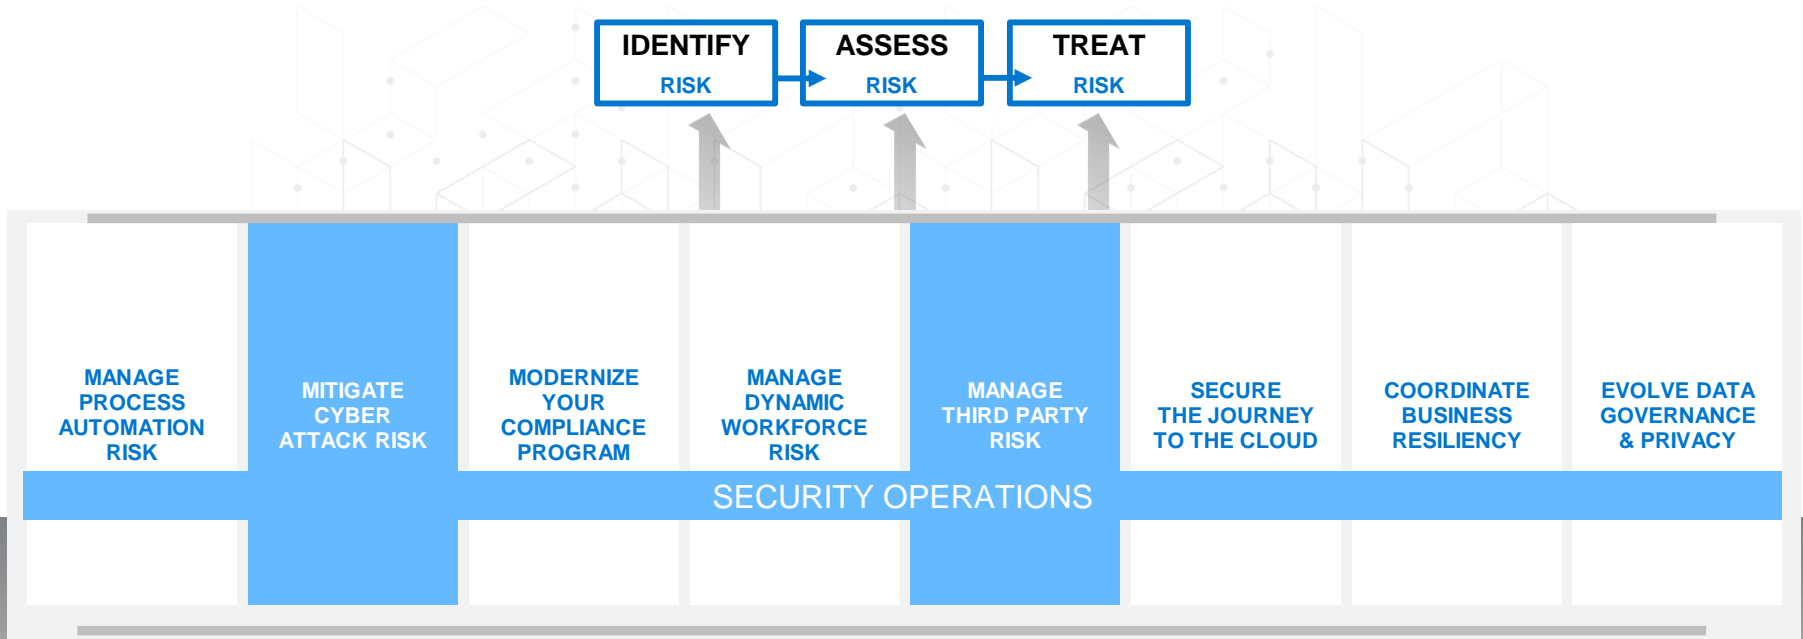 IDENTIFY
RISK
ASSESS
RISK
TREAT
RISK
MANAGE
PROCESS
AUTOMATION
RISK
MITIGATE
CYBER
ATTACK RISK
MODERNIZE
YOUR
COMPLIANCE
PROGRAM
MANAGE
DYNAMIC
WORKFORCE
RISK
MANAGE
THIRD PARTY
RISK
SECURE
THE JOURNEY
TO THE CLOUD
COORDINATE
BUSINESS
RESILIENCY
EVOLVE DATA
GOVERNANCE
& PRIVACY
SECURITY OPERATIONS